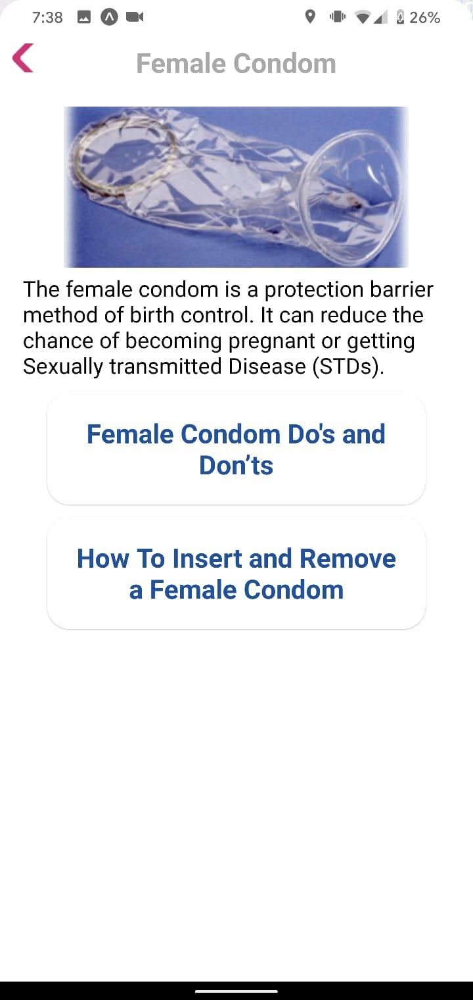 7:38
26%
Female Condom
The female condom is a protection barrier
method of birth control. It can reduce the
chance of becoming pregnant or getting
Sexually transmitted Disease (STDs).
Female Condom Do's and
Don’ts
How To Insert and Remove
a Female Condom